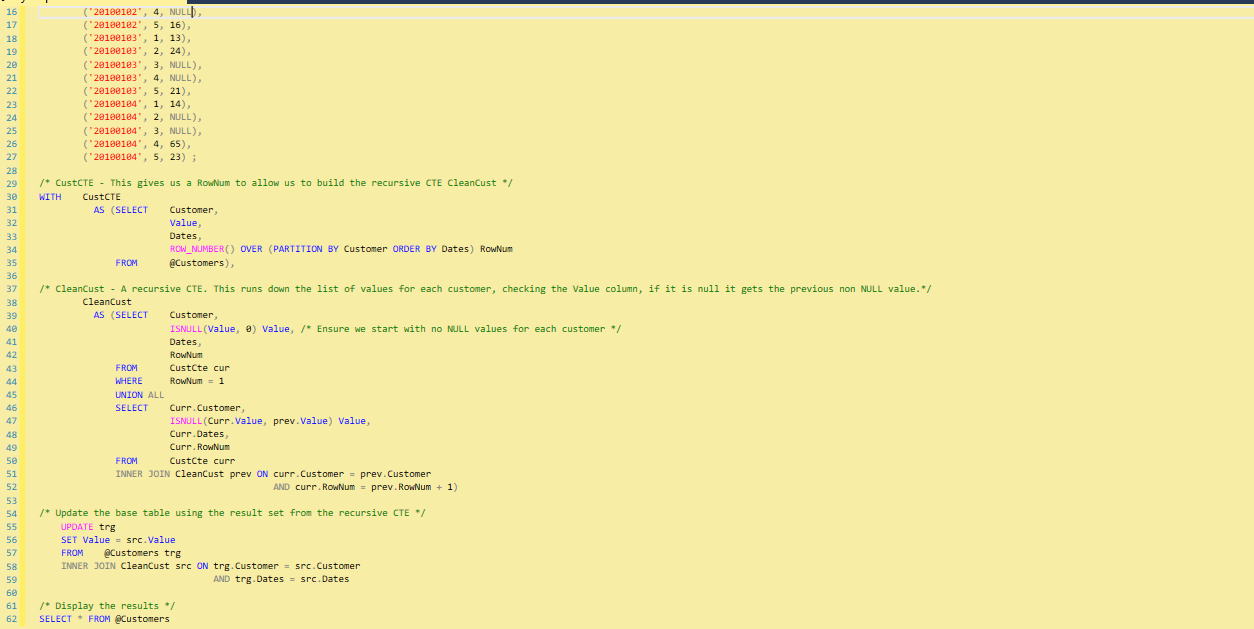 16 ('20100102', 4, NULL),
17 ('20100102', 5, 16),
18 ('20100103', 1, 13),
19 ('20100103', 2, 24),
20 ('20100103', 3, NULL),
21 ('20100103', 4, NULL),
22 ('20100103', 5, 21),
23 ('20100104', 1, 14),
24 ('20100104', 2, NULL),
25 ('20100104', 3, NULL),
26 ('20100104', 4, 65),
27 ('20100104', 5, 23) ;
28
29 /* CustCTE - This gives us a RowNum to allow us to build the recursive CTE CleanCust */
30 WITH CustCTE
31 AS (SELECT Customer,
32 Value,
33 Dates,
34 ROW_NUMBER() OVER (PARTITION BY Customer ORDER BY Dates) RowNum
35 FROM @Customers),
36
37 /* CleanCust - A recursive CTE. This runs down the list of values for each customer, checking the Value column, if it is null it gets the previous non NULL value.*/
38 CleanCust
39 AS (SELECT Customer,
40 ISNULL(Value, 0) Value, /* Ensure we start with no NULL values for each customer */
41 Dates,
42 RowNum
43 FROM CustCte cur
44 WHERE RowNum = 1
45 UNION ALL
46 SELECT Curr.Customer,
47 ISNULL(Curr.Value, prev.Value) Value,
48 Curr.Dates,
49 Curr.RowNum
50 FROM CustCte curr
51 INNER JOIN CleanCust prev ON curr.Customer = prev.Customer
52 AND curr.RowNum = prev.RowNum + 1)
53
54 /* Update the base table using the result set from the recursive CTE */
55 UPDATE trg
56 SET Value = src.Value
57 FROM @Customers trg
58 INNER JOIN CleanCust src ON trg.Customer = src.Customer
59 AND trg.Dates = src.Dates
60
61 /* Display the results */
62 SELECT * FROM @Customers